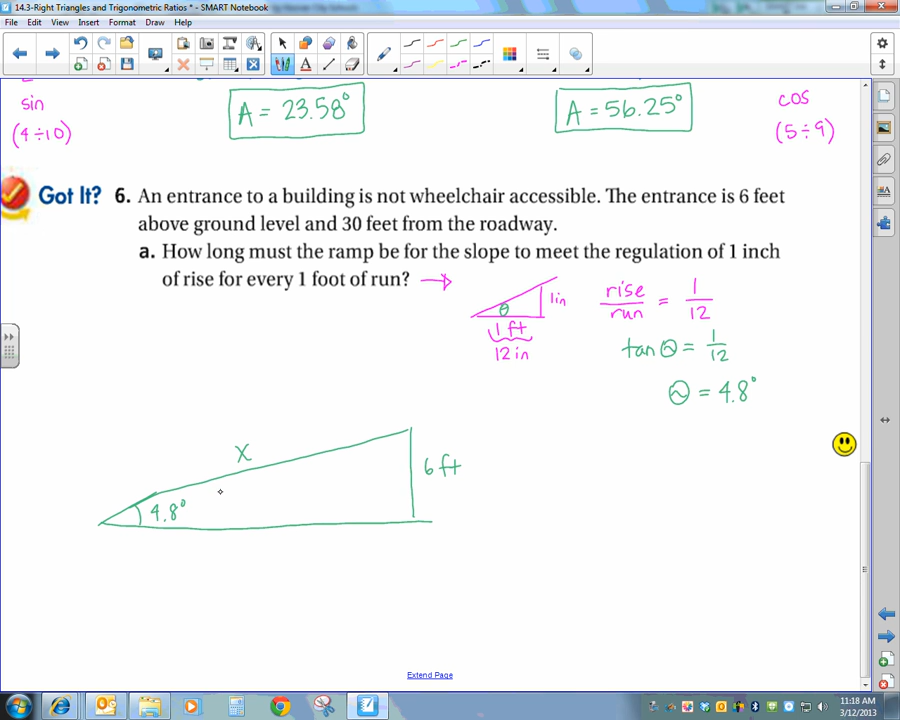 14.3-Right Triangles and Trigonometric Ratios * - SMART Notebook
File Edit View Insert Format Tools Draw Help
sin
(4 ÷ 10)
A = 23.58°
A = 56.25°
cos
(5 ÷ 9)
Got It? 6. An entrance to a building is not wheelchair accessible. The entrance is 6 feet
above ground level and 30 feet from the roadway.
a. How long must the ramp be for the slope to meet the regulation of 1 inch
of rise for every 1 foot of run? →
θ
1in
1 ft
12 in
rise/run = 1/12
tan θ = 1/12
θ = 4.8°
x
6 ft
4.8°
Extend Page
11:18 AM
3/12/2013